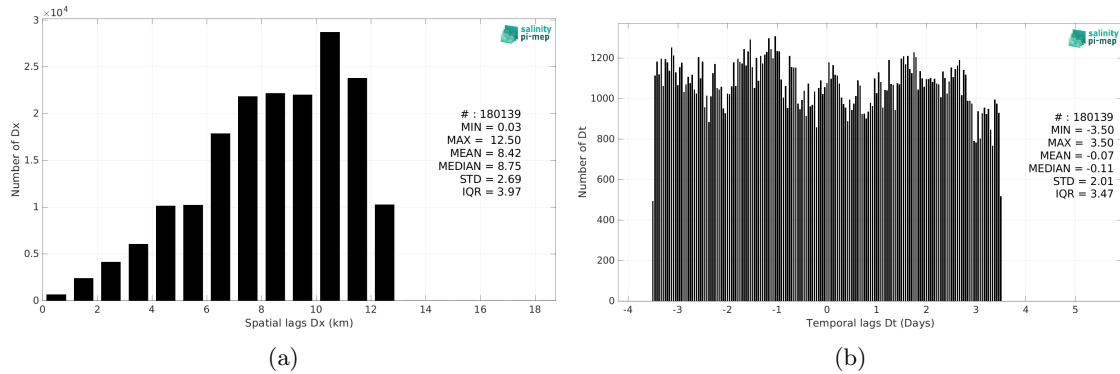 ×10⁴
3
2.5
2
1.5
1
0.5
0
Number of Dx
0 2 4 6 8 10 12 14 16 18
Spatial lags Dx (km)
salinity
pi-mep
# : 180139
MIN = 0.03
MAX = 12.50
MEAN = 8.42
MEDIAN = 8.75
STD = 2.69
IQR = 3.97
(a)
1200
1000
800
600
400
200
0
Number of Dt
-4 -3 -2 -1 0 1 2 3 4 5
Temporal lags Dt (Days)
salinity
pi-mep
# : 180139
MIN = -3.50
MAX = 3.50
MEAN = -0.07
MEDIAN = -0.11
STD = 2.01
IQR = 3.47
(b)